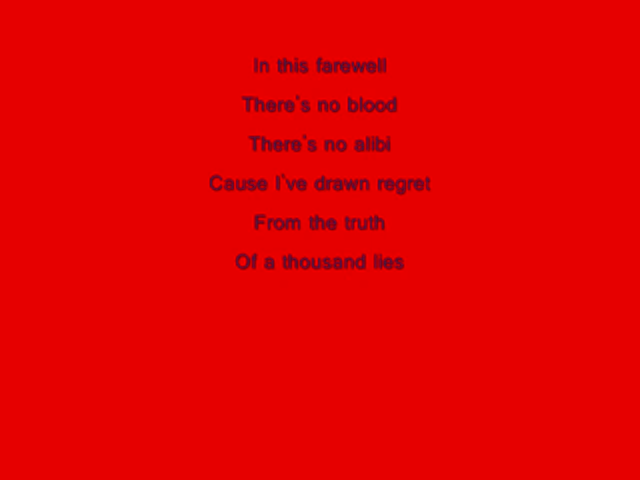 In this farewell
There's no blood
There's no alibi
Cause I've drawn regret
From the truth
Of a thousand lies